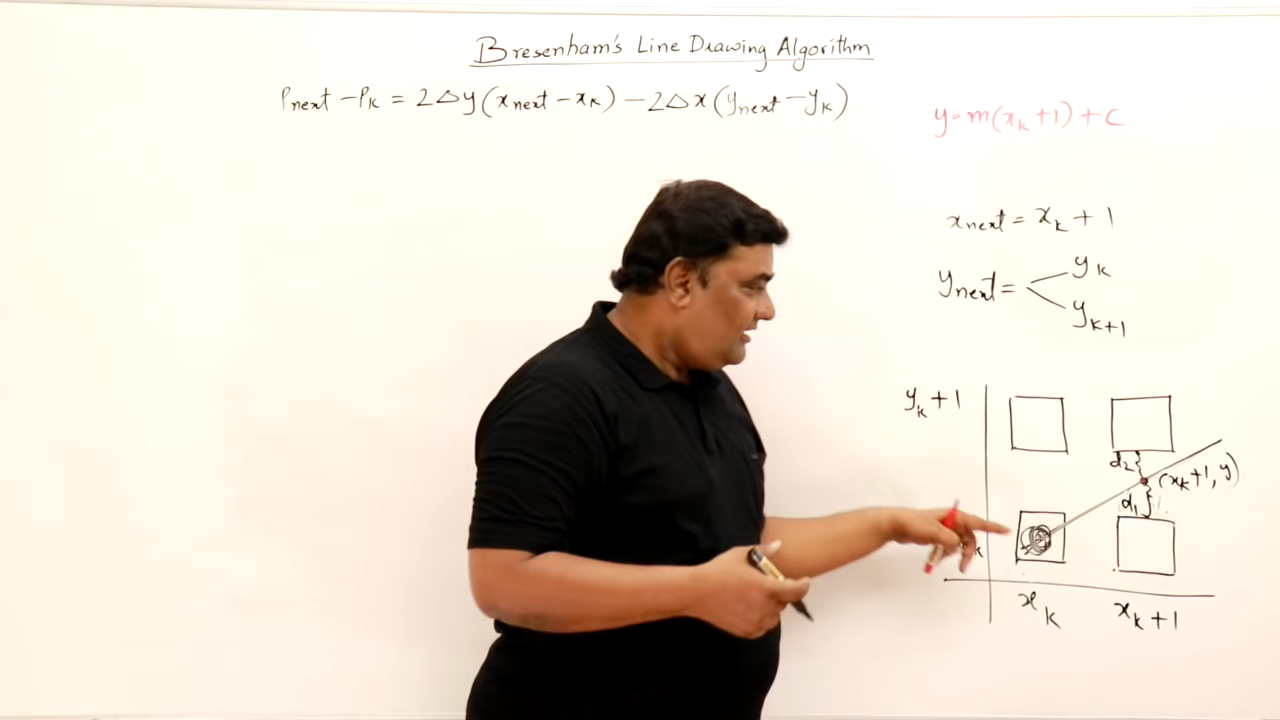 Bresenham's Line Drawing Algorithm
Pnext - Pk = 2Δy(xnext - xk) - 2Δx(ynext - yk)
y = m(xk + 1) + C
xnext = xk + 1
ynext = yk
yk+1
yk + 1
d2
(xk+1, y)
d1
k
xk
xk + 1